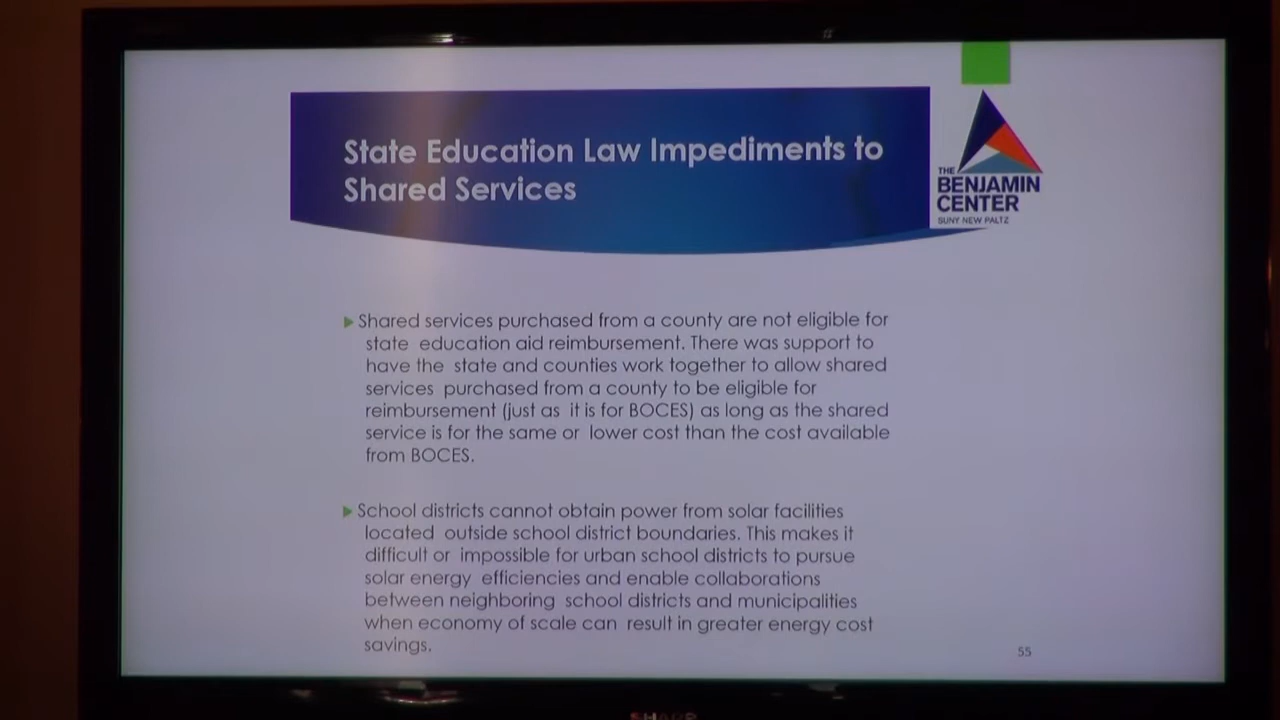 State Education Law Impediments to
Shared Services
THE
BENJAMIN
CENTER
SUNY NEW PALTZ
Shared services purchased from a county are not eligible for
state education aid reimbursement. There was support to
have the state and counties work together to allow shared
services purchased from a county to be eligible for
reimbursement (just as it is for BOCES) as long as the shared
service is for the same or lower cost than the cost available
from BOCES.
School districts cannot obtain power from solar facilities
located outside school district boundaries. This makes it
difficult or impossible for urban school districts to pursue
solar energy efficiencies and enable collaborations
between neighboring school districts and municipalities
when economy of scale can result in greater energy cost
savings.
55
SHARP